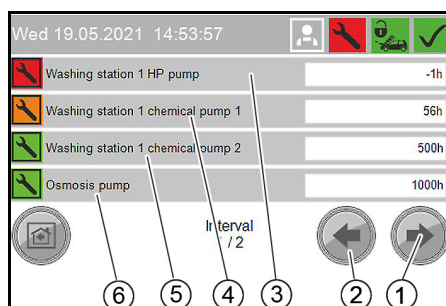 Wed 19.05.2021 14:53:57
Washing station 1 HP pump -1h
Washing station 1 chemical pump 1 56h
Washing station 1 chemical pump 2 500h
Osmosis pump 1000h
Interval
/ 2
6 5 4 3 2 1